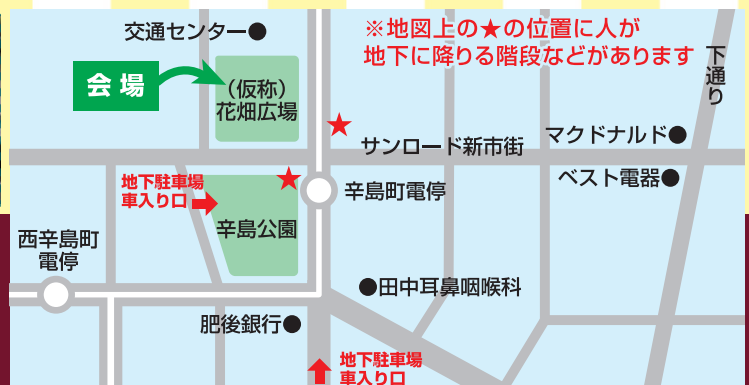 交通センター●
※地図上の★の位置に人が
地下に降りる階段などがあります
下通り
会場
（仮称）
花畑広場
サンロード新市街
マクドナルド●
ベスト電器●
地下駐車場
車入り口
辛島町電停
辛島公園
西辛島町
電停
●田中耳鼻咽喉科
肥後銀行●
地下駐車場
車入り口